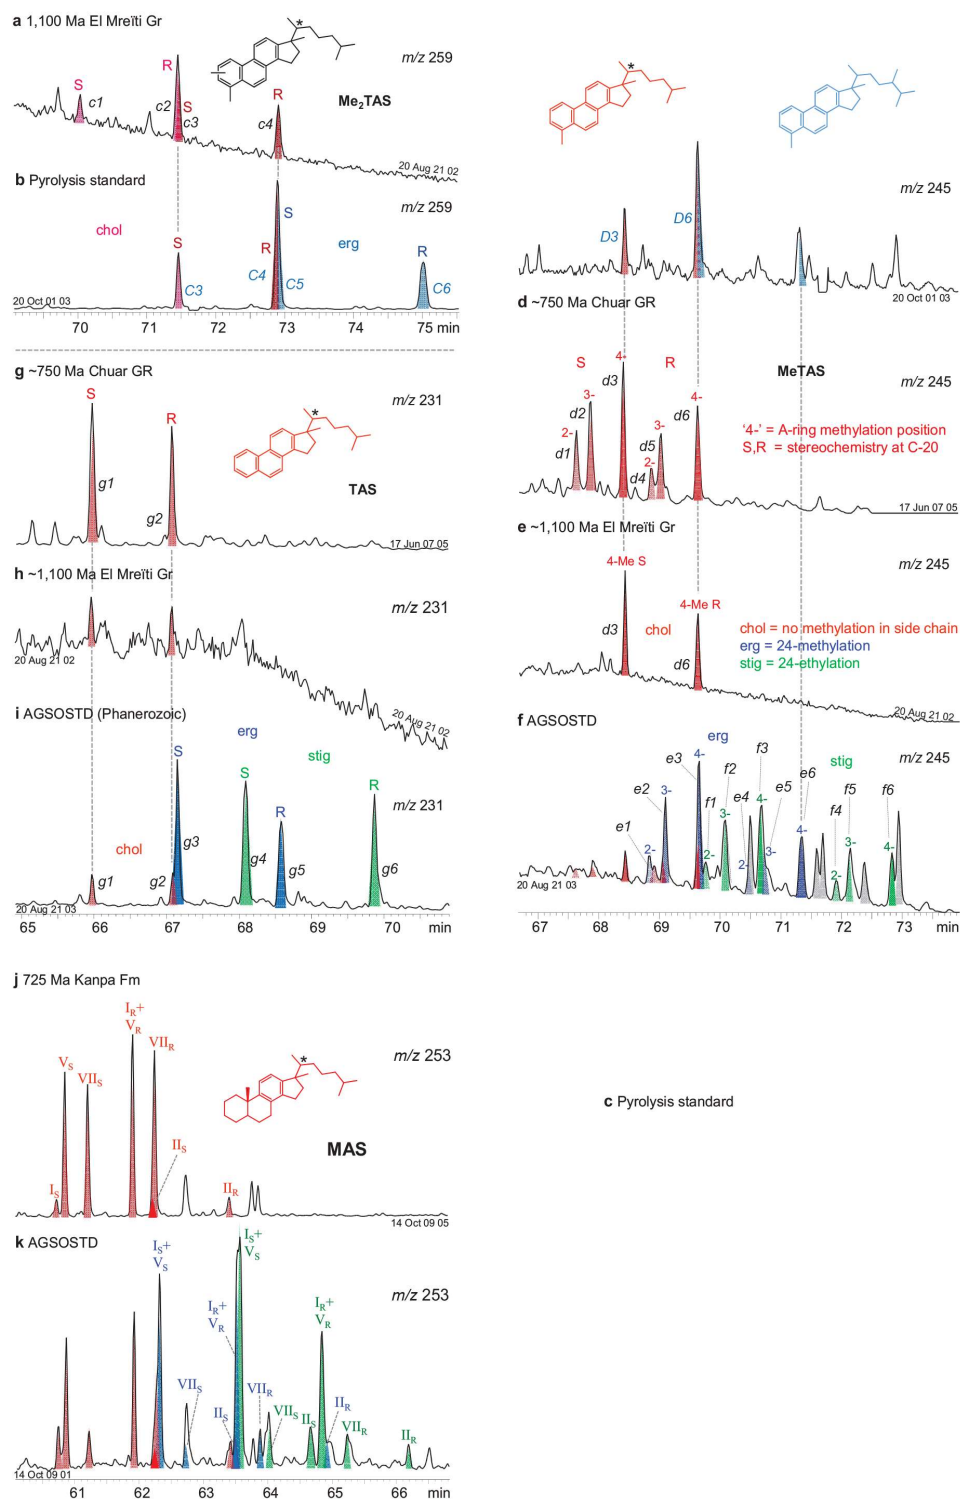 a 1,100 Ma El Mreïti Gr
*
m/z 259
R
S
c1
c2
S
c3
R
c4
Me2TAS
20 Aug 21 02
b Pyrolysis standard
m/z 259
chol
S
C3
R
C4
S
C5
erg
R
C6
20 Oct 01 03
70 71 72 73 74 75 min
*
m/z 245
D3
D6
20 Oct 01 03
d ~750 Ma Chuar GR
MeTAS
m/z 245
S
R
4-
d3
3-
d2
2-
d1
4-
d6
3-
d5
2-
d4
'4-' = A-ring methylation position
S,R = stereochemistry at C-20
17 Jun 07 05
e ~1,100 Ma El Mreïti Gr
m/z 245
4-Me S
4-Me R
d3
chol
d6
chol = no methylation in side chain
erg = 24-methylation
stig = 24-ethylation
20 Aug 21 02
f AGSOSTD
m/z 245
erg
stig
e3
4-
e2
3-
e1
2-
f1
2-
f2
3-
e4
2-
f3
4-
e5
3-
e6
4-
f4
2-
f5
3-
f6
4-
20 Aug 21 03
67 68 69 70 71 72 73 min
g ~750 Ma Chuar GR
m/z 231
S
g1
R
g2
*
TAS
17 Jun 07 05
h ~1,100 Ma El Mreïti Gr
m/z 231
20 Aug 21 02
20 Aug 21 02
i AGSOSTD (Phanerozoic)
erg
stig
m/z 231
chol
g1
g2
S
g3
S
g4
R
g5
R
g6
20 Aug 21 03
65 66 67 68 69 70 min
j 725 Ma Kanpa Fm
m/z 253
IR+
VR
VIIR
VS
VIIS
IS
IIS
IIR
*
MAS
14 Oct 09 05
c Pyrolysis standard
k AGSOSTD
m/z 253
IS+
VS
IS+
VS
IR+
VR
IR+
VR
VIIS
IIS
VIIR
VIIS
IIS
IIR
VIIR
IIR
14 Oct 09 01
61 62 63 64 65 66 min